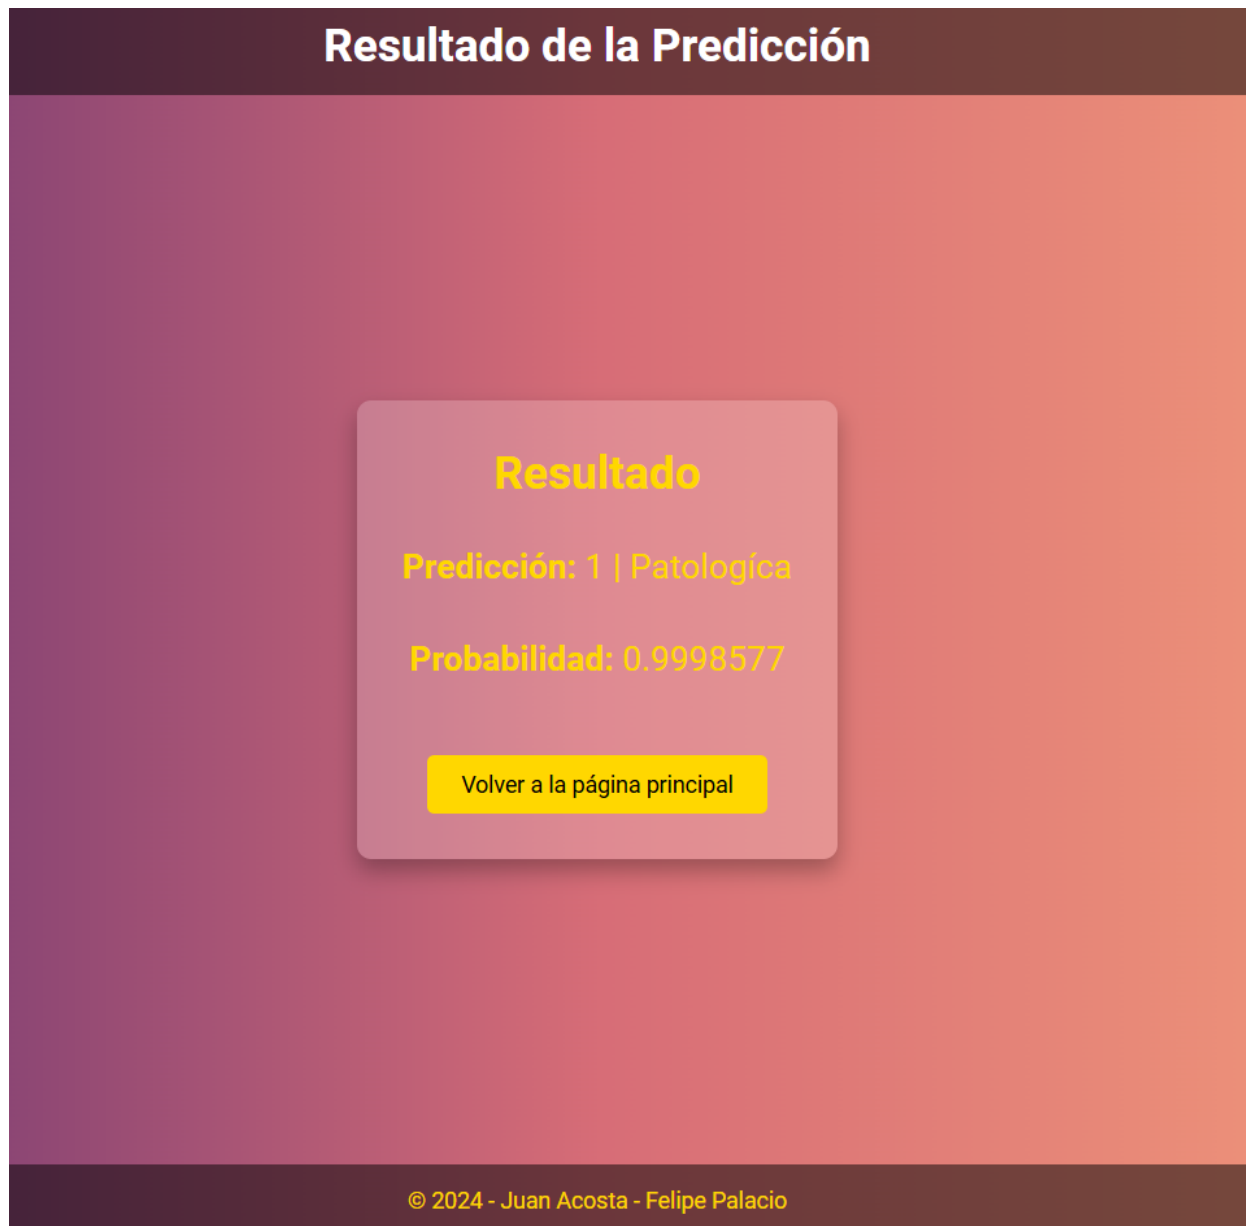 Resultado de la Predicción
Resultado
Predicción: 1 | Patologíca
Probabilidad: 0.9998577
Volver a la página principal
© 2024 - Juan Acosta - Felipe Palacio